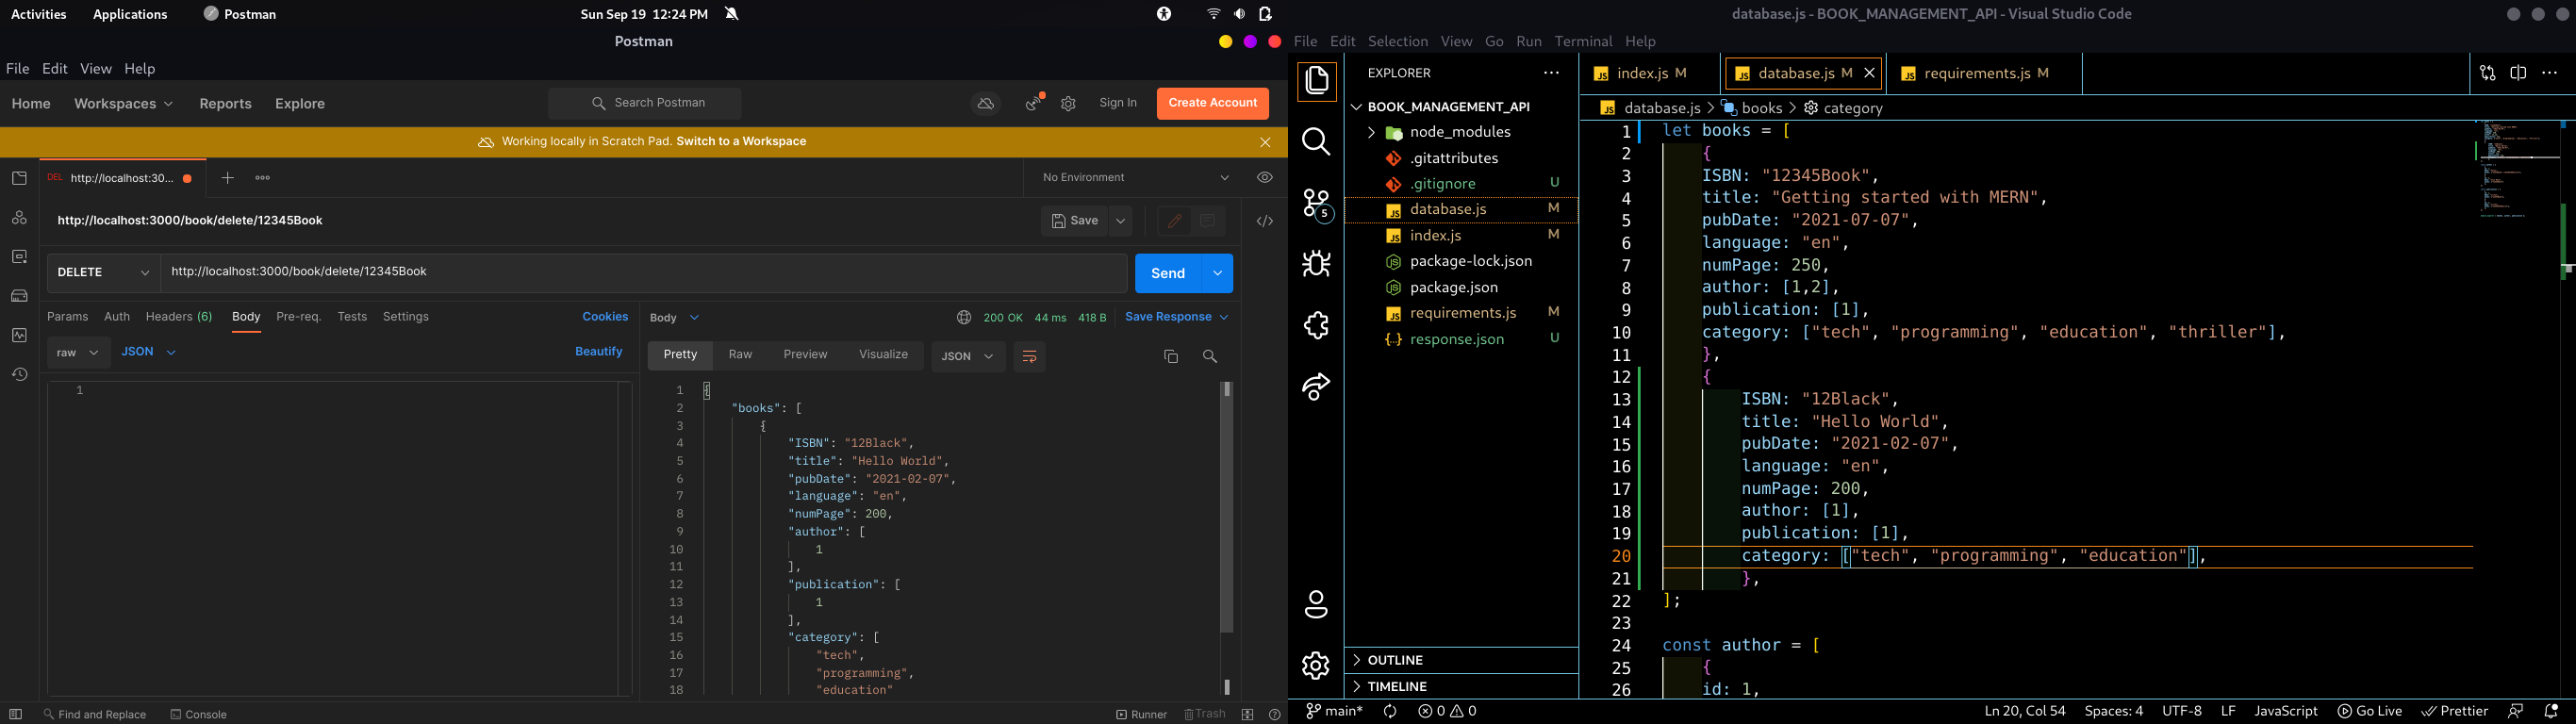 Activities Applications Postman Sun Sep 19 12:24 PM
Postman
File Edit View Help
Home Workspaces Reports Explore Search Postman Sign In Create Account
Working locally in Scratch Pad. Switch to a Workspace
DEL http://localhost:30... No Environment
http://localhost:3000/book/delete/12345Book Save
DELETE http://localhost:3000/book/delete/12345Book Send
Params Auth Headers (6) Body Pre-req. Tests Settings Cookies
raw JSON Beautify
1
Body 200 OK 44 ms 418 B Save Response
Pretty Raw Preview Visualize JSON
1 {
2 "books": [
3 {
4 "ISBN": "12Black",
5 "title": "Hello World",
6 "pubDate": "2021-02-07",
7 "language": "en",
8 "numPage": 200,
9 "author": [
10 1
11 ],
12 "publication": [
13 1
14 ],
15 "category": [
16 "tech",
17 "programming",
18 "education"
Find and Replace Console Runner Trash
database.js - BOOK_MANAGEMENT_API - Visual Studio Code
File Edit Selection View Go Run Terminal Help
EXPLORER
BOOK_MANAGEMENT_API
node_modules
.gitattributes
.gitignore U
database.js M
index.js M
package-lock.json
package.json
requirements.js M
response.json U
5
OUTLINE
TIMELINE
JS index.js M JS database.js M JS requirements.js M
JS database.js > books > category
1 let books = [
2 {
3 ISBN: "12345Book",
4 title: "Getting started with MERN",
5 pubDate: "2021-07-07",
6 language: "en",
7 numPage: 250,
8 author: [1,2],
9 publication: [1],
10 category: ["tech", "programming", "education", "thriller"],
11 },
12 {
13 ISBN: "12Black",
14 title: "Hello World",
15 pubDate: "2021-02-07",
16 language: "en",
17 numPage: 200,
18 author: [1],
19 publication: [1],
20 category: ["tech", "programming", "education"],
21 },
22 ];
23
24 const author = [
25 {
26 id: 1,
main* 0 0 Ln 20, Col 54 Spaces: 4 UTF-8 LF JavaScript Go Live Prettier